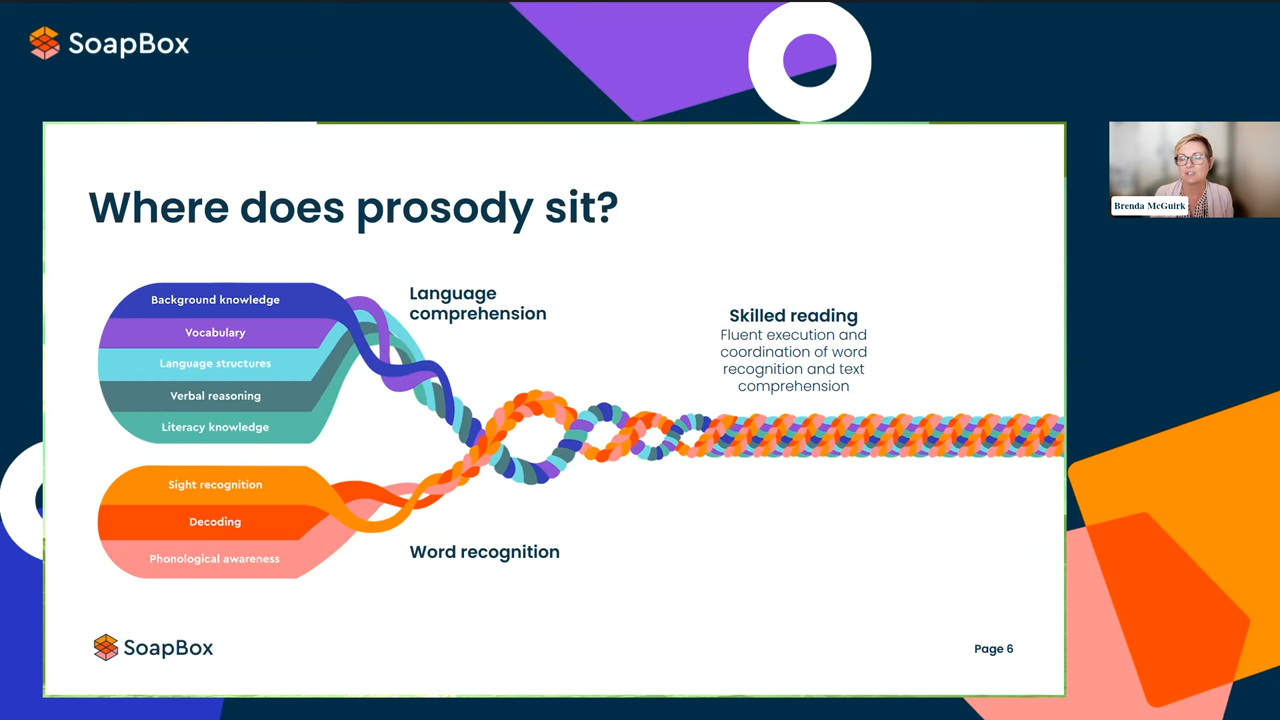 SoapBox
Where does prosody sit?
Background knowledge
Vocabulary
Language structures
Verbal reasoning
Literacy knowledge
Language
comprehension
Skilled reading
Fluent execution and
coordination of word
recognition and text
comprehension
Sight recognition
Decoding
Phonological awareness
Word recognition
SoapBox
Page 6
Brenda McGuirk